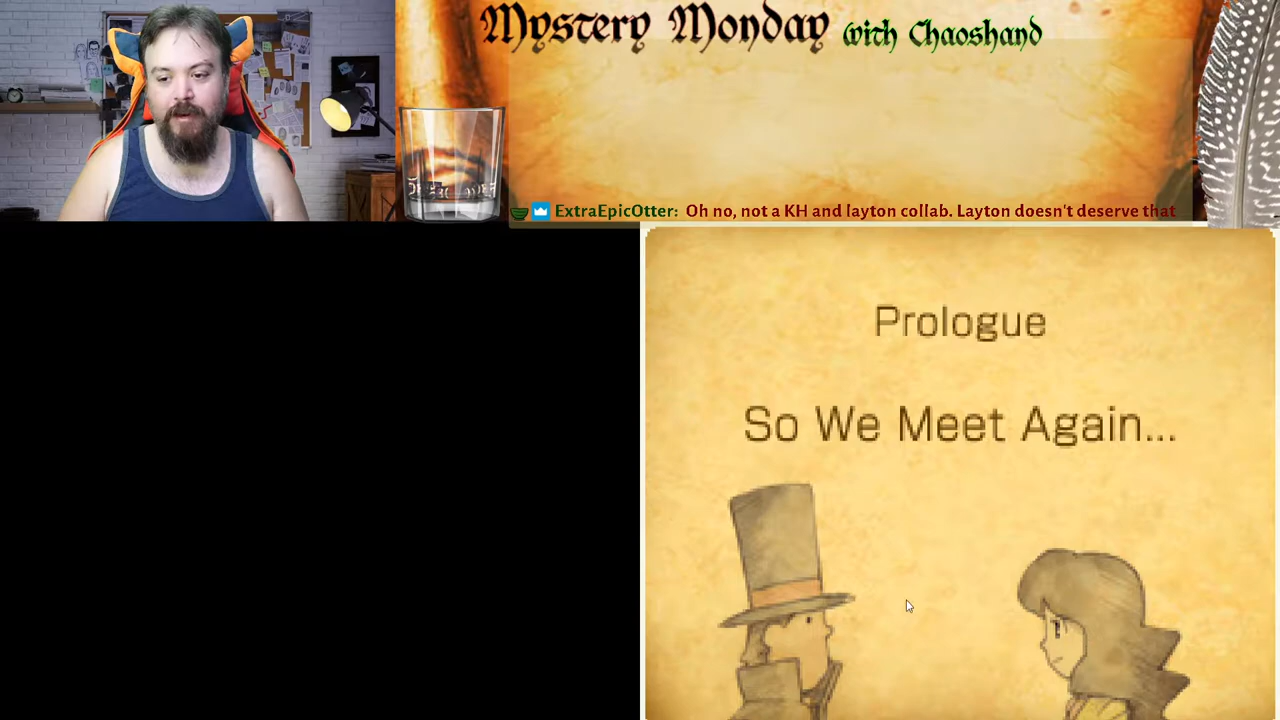 Mystery Monday with Chaoshand
ExtraEpicOtter: Oh no, not a KH and layton collab. Layton doesn't deserve that
Prologue
So We Meet Again...